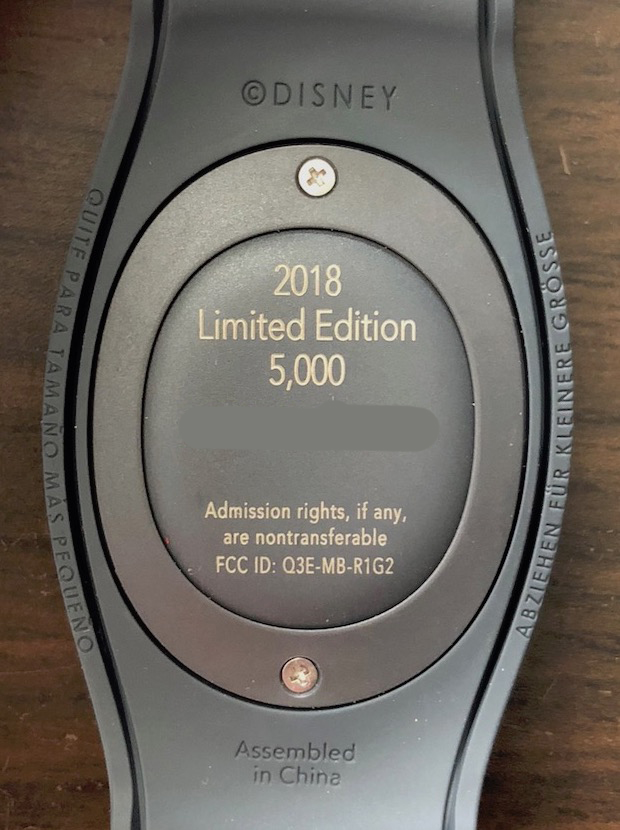 ©DISNEY
2018
Limited Edition
5,000
Admission rights, if any,
are nontransferable
FCC ID: Q3E-MB-R1G2
Assembled
in China
QUITE PARA TAMAÑO MÁS PEQUEÑO
ABZIEHEN FÜR KLEINERE GRÖSSE